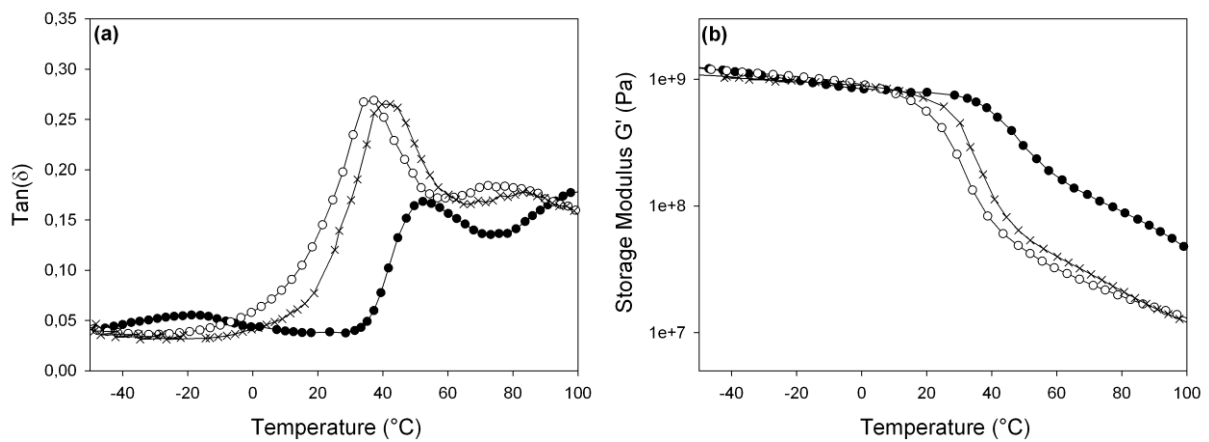 (a)
0,35
0,30
0,25
0,20
0,15
0,10
0,05
0,00
Tan(δ)
-40 -20 0 20 40 60 80 100
Temperature (°C)
(b)
1e+9
1e+8
1e+7
Storage Modulus G' (Pa)
-40 -20 0 20 40 60 80 100
Temperature (°C)